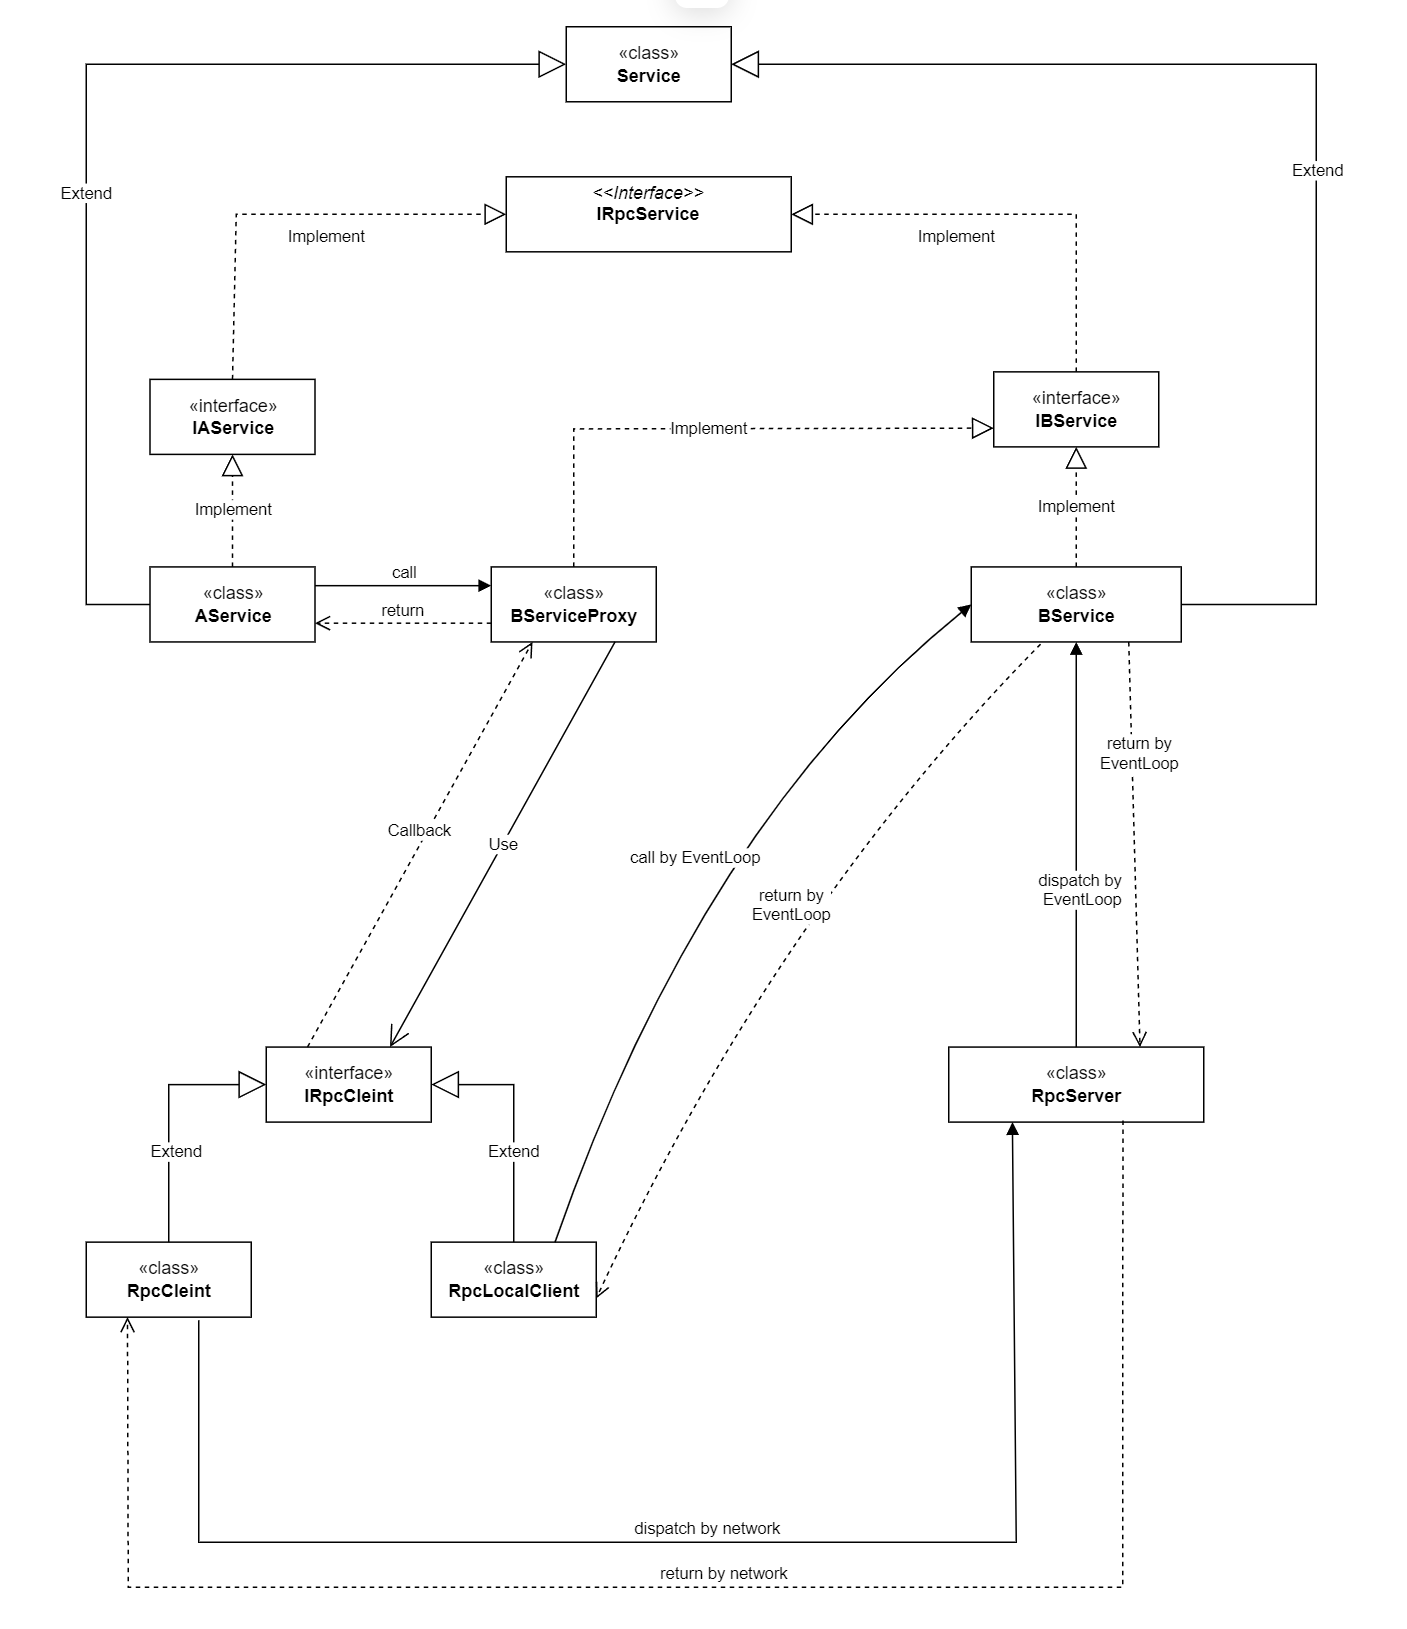 «class»
Service
Extend
Extend
<<Interface>>
IRpcService
Implement
Implement
«interface»
IAService
«interface»
IBService
Implement
Implement
Implement
«class»
AService
call
return
«class»
BServiceProxy
«class»
BService
return by
EventLoop
Callback
Use
call by EventLoop
return by
EventLoop
dispatch by
EventLoop
«interface»
IRpcCleint
«class»
RpcServer
Extend
Extend
«class»
RpcCleint
«class»
RpcLocalClient
dispatch by network
return by network